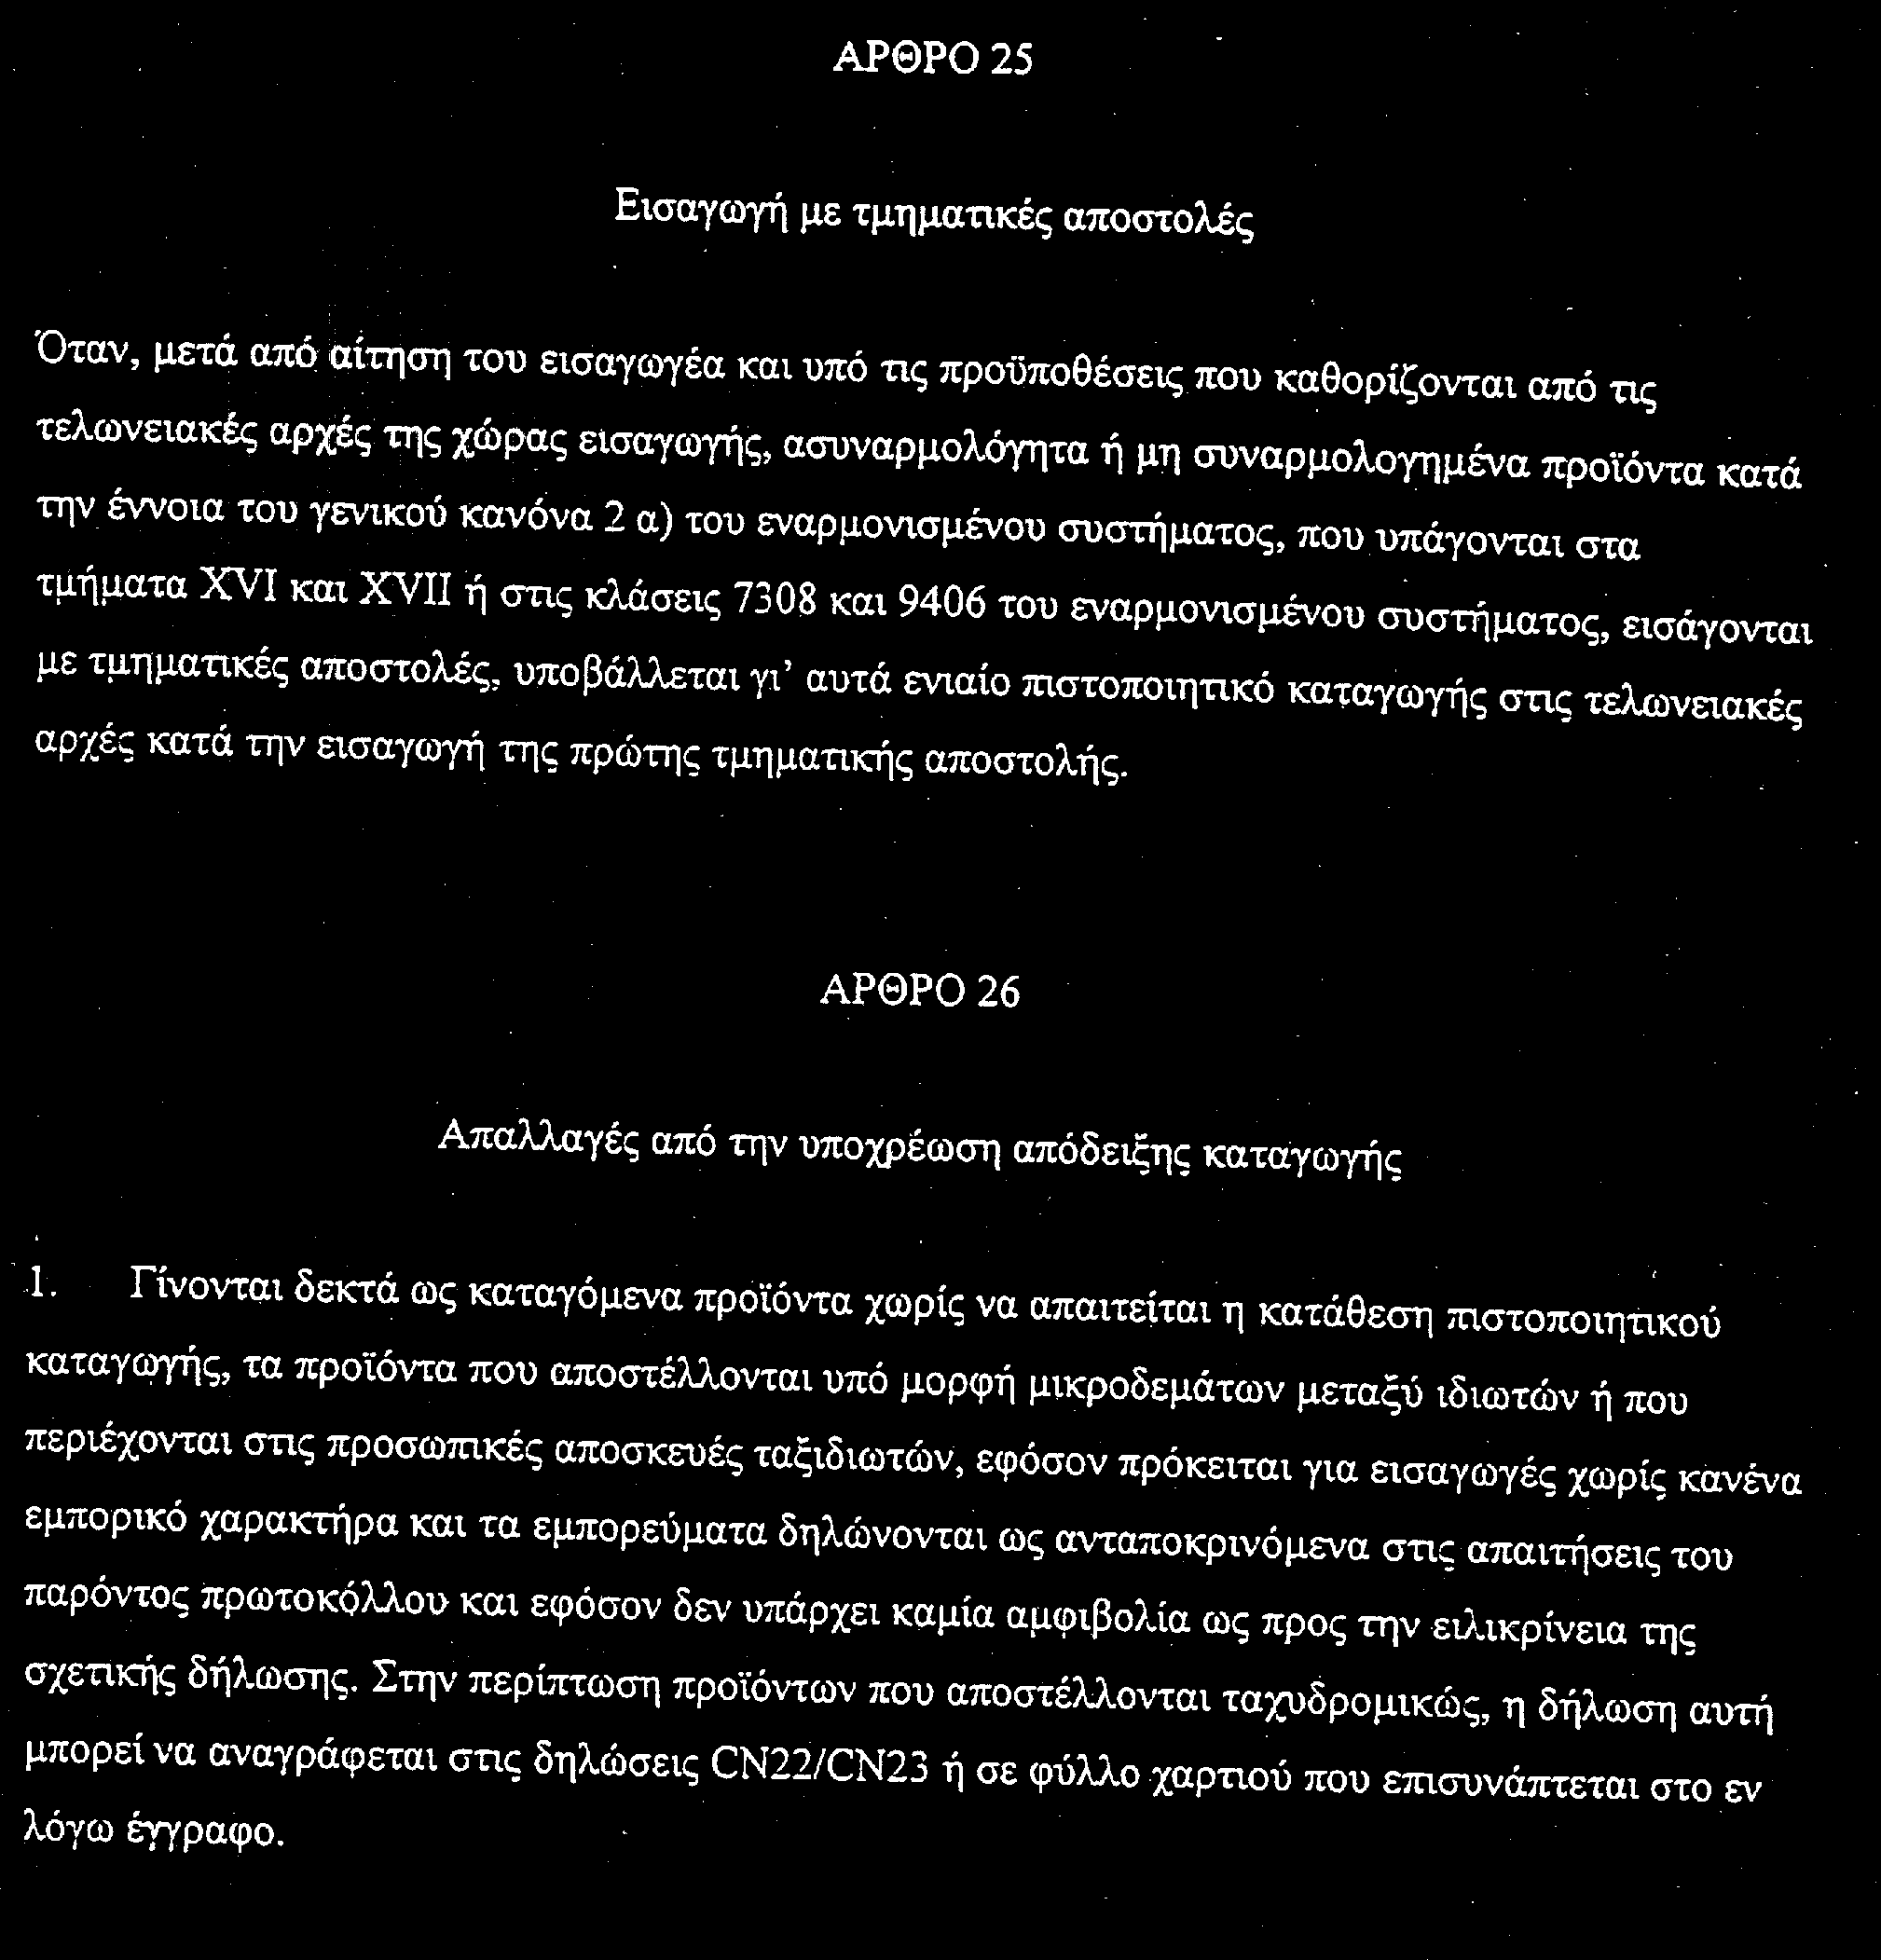 ΑΡΘΡΟ 25
Εισαγωγή με τμηματικές αποστολές
Όταν, μετά από αίτηση του εισαγωγέα και υπό τις προϋποθέσεις που καθορίζονται από τις
τελωνειακές αρχές της χώρας εισαγωγής, ασυναρμολόγητα ή μη συναρμολογημένα προϊόντα κατά
την έννοια του γενικού κανόνα 2 α) του εναρμονισμένου συστήματος, που υπάγονται στα
τμήματα XVI και XVII ή στις κλάσεις 7308 και 9406 του εναρμονισμένου συστήματος, εισάγονται
με τμηματικές αποστολές, υποβάλλεται γι’ αυτά ενιαίο πιστοποιητικό καταγωγής στις τελωνειακές
αρχές κατά την εισαγωγή της πρώτης τμηματικής αποστολής.
ΑΡΘΡΟ 26
Απαλλαγές από την υποχρέωση απόδειξης καταγωγής
1. Γίνονται δεκτά ως καταγόμενα προϊόντα χωρίς να απαιτείται η κατάθεση πιστοποιητικού
καταγωγής, τα προϊόντα που αποστέλλονται υπό μορφή μικροδεμάτων μεταξύ ιδιωτών ή που
περιέχονται στις προσωπικές αποσκευές ταξιδιωτών, εφόσον πρόκειται για εισαγωγές χωρίς κανένα
εμπορικό χαρακτήρα και τα εμπορεύματα δηλώνονται ως ανταποκρινόμενα στις απαιτήσεις του
παρόντος πρωτοκόλλου και εφόσον δεν υπάρχει καμία αμφιβολία ως προς την ειλικρίνεια της
σχετικής δήλωσης. Στην περίπτωση προϊόντων που αποστέλλονται ταχυδρομικώς, η δήλωση αυτή
μπορεί να αναγράφεται στις δηλώσεις CN22/CN23 ή σε φύλλο χαρτιού που επισυνάπτεται στο εν
λόγω έγγραφο.